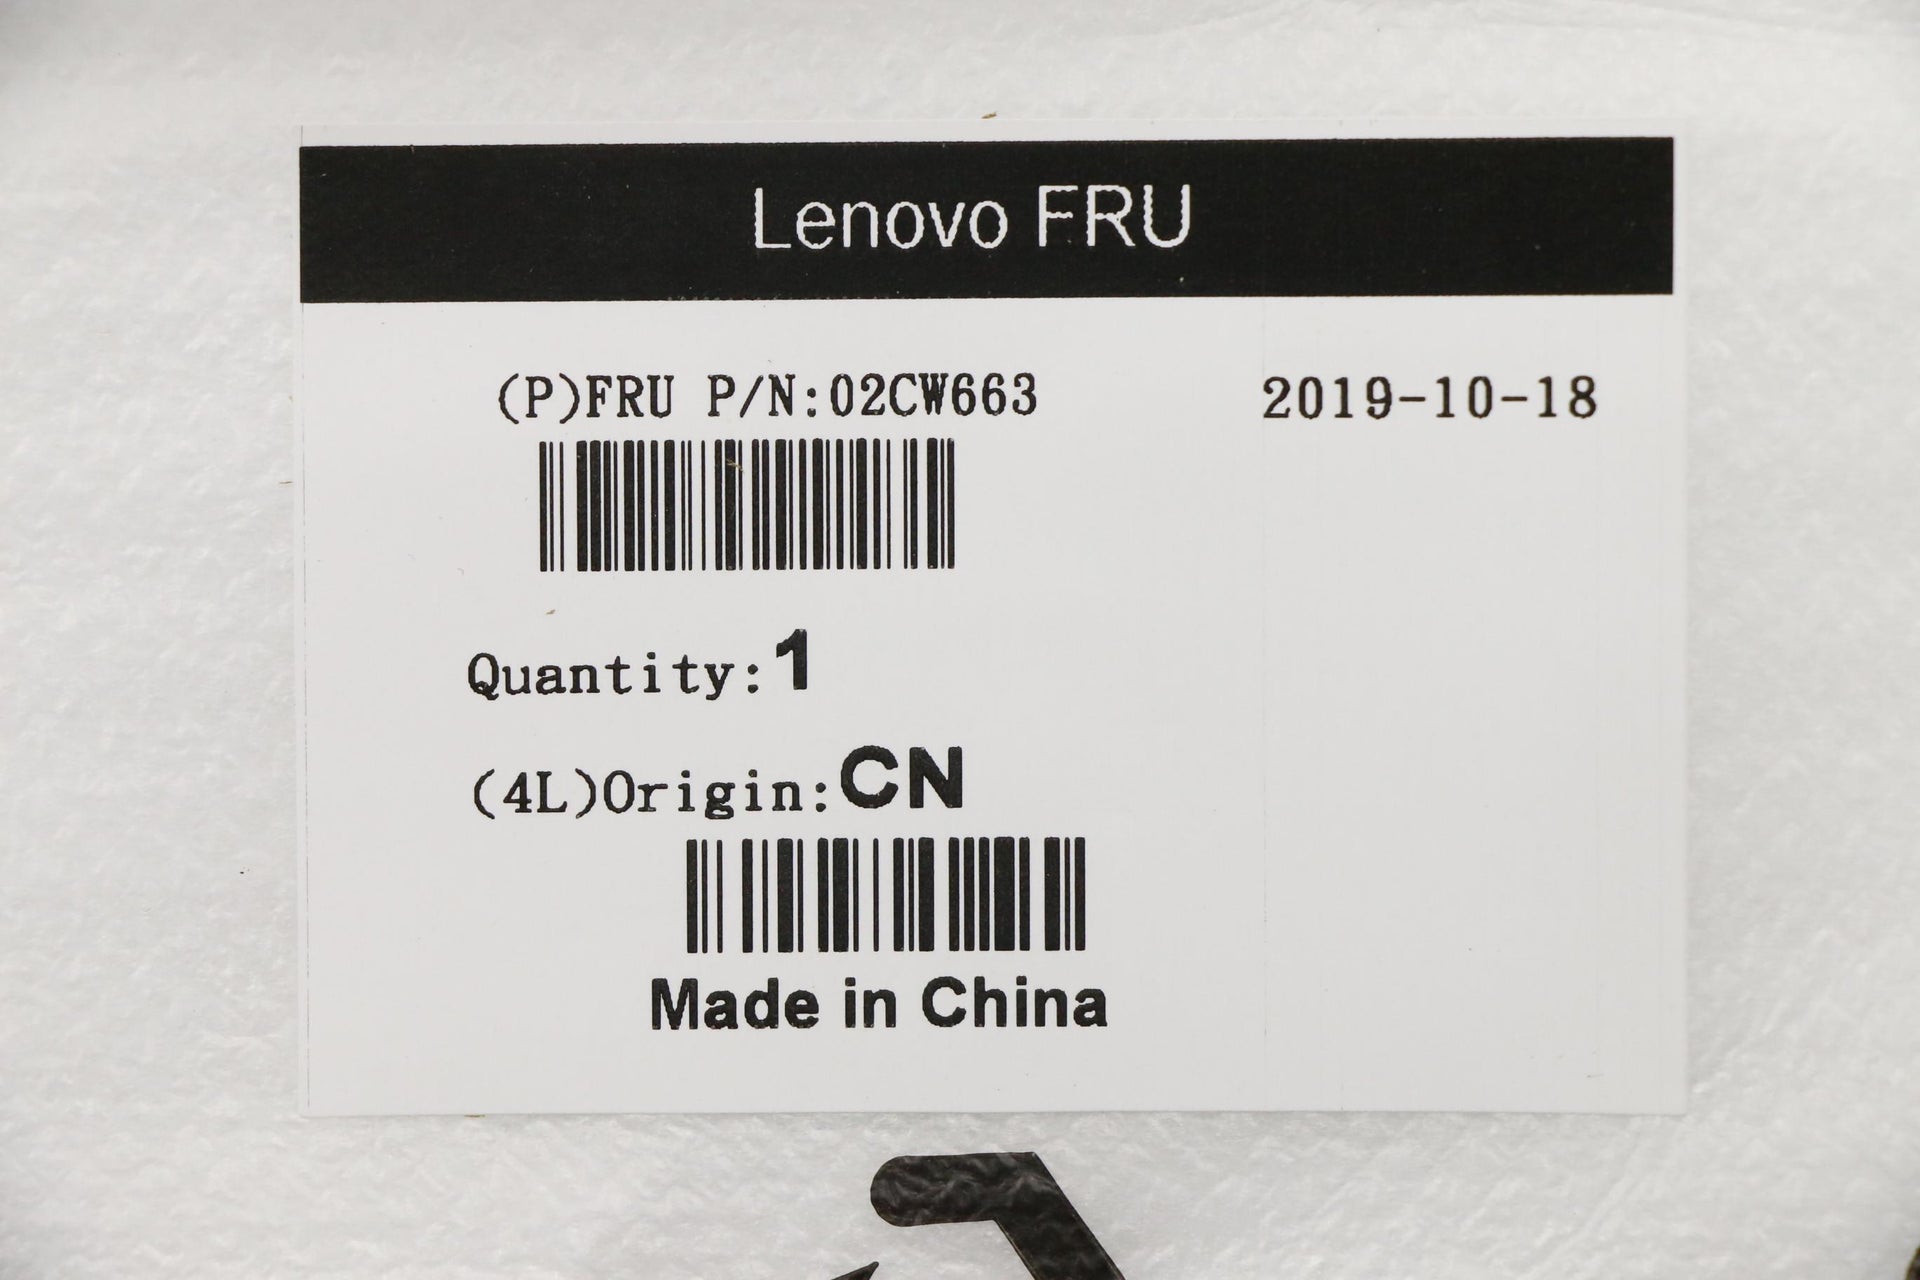 Lenovo FRU
(P)FRU P/N:02CW663 2019-10-18
Quantity:1
(4L)Origin:CN
Made in China